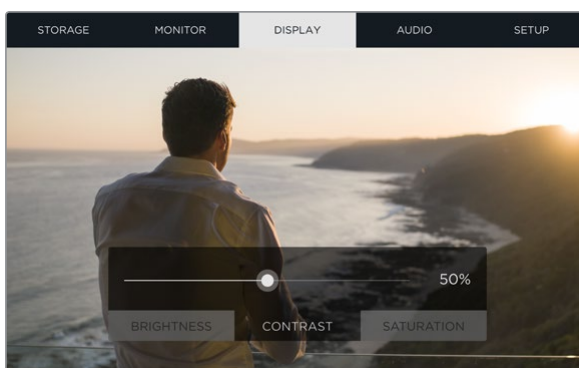 STORAGE MONITOR DISPLAY AUDIO SETUP
50%
BRIGHTNESS CONTRAST SATURATION